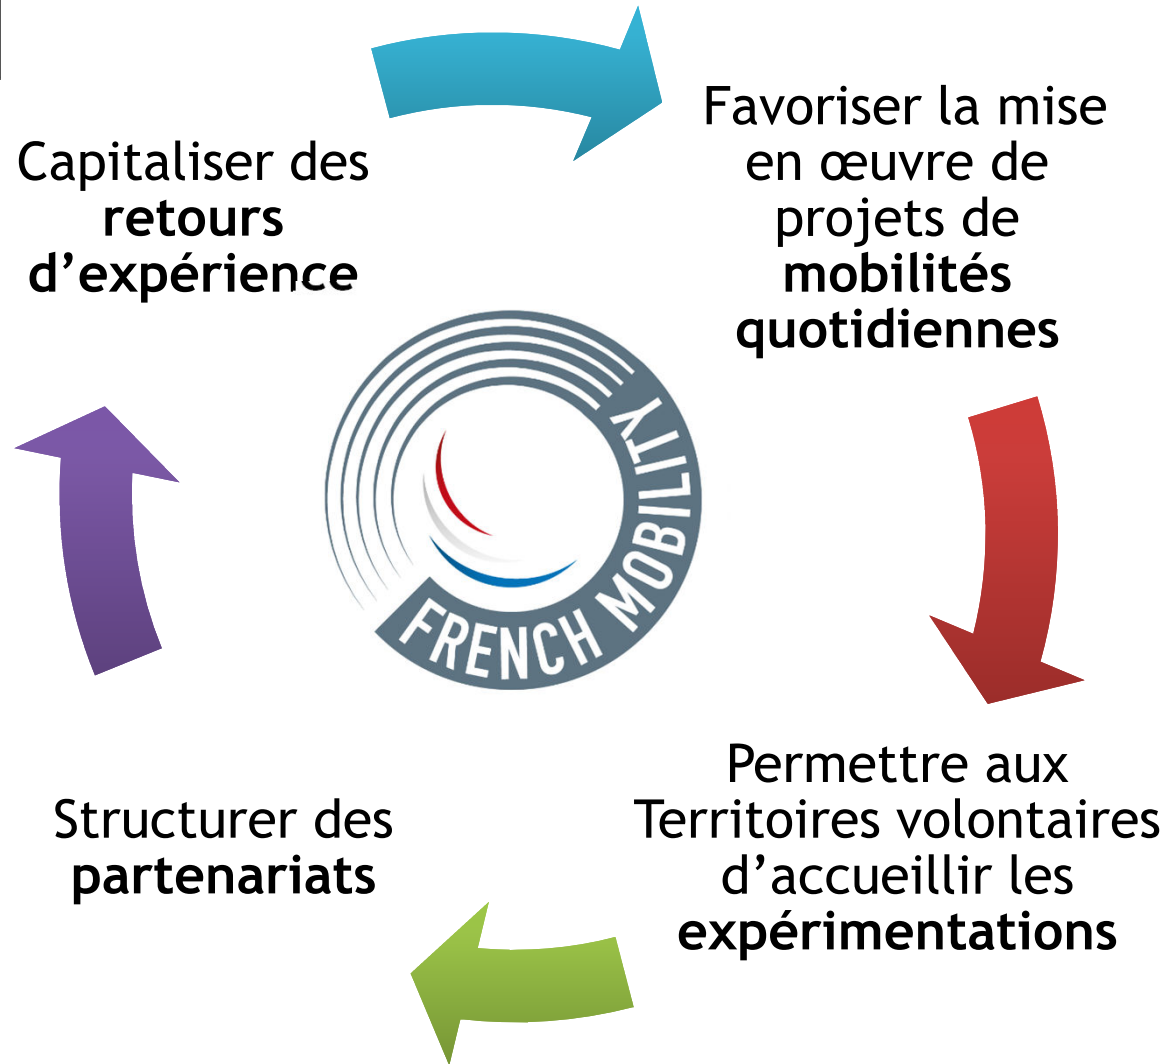 Capitaliser des
retours
d’expérience
Favoriser la mise
en œuvre de
projets de
mobilités
quotidiennes
FRENCH MOBILITY
Permettre aux
Territoires volontaires
d’accueillir les
expérimentations
Structurer des
partenariats